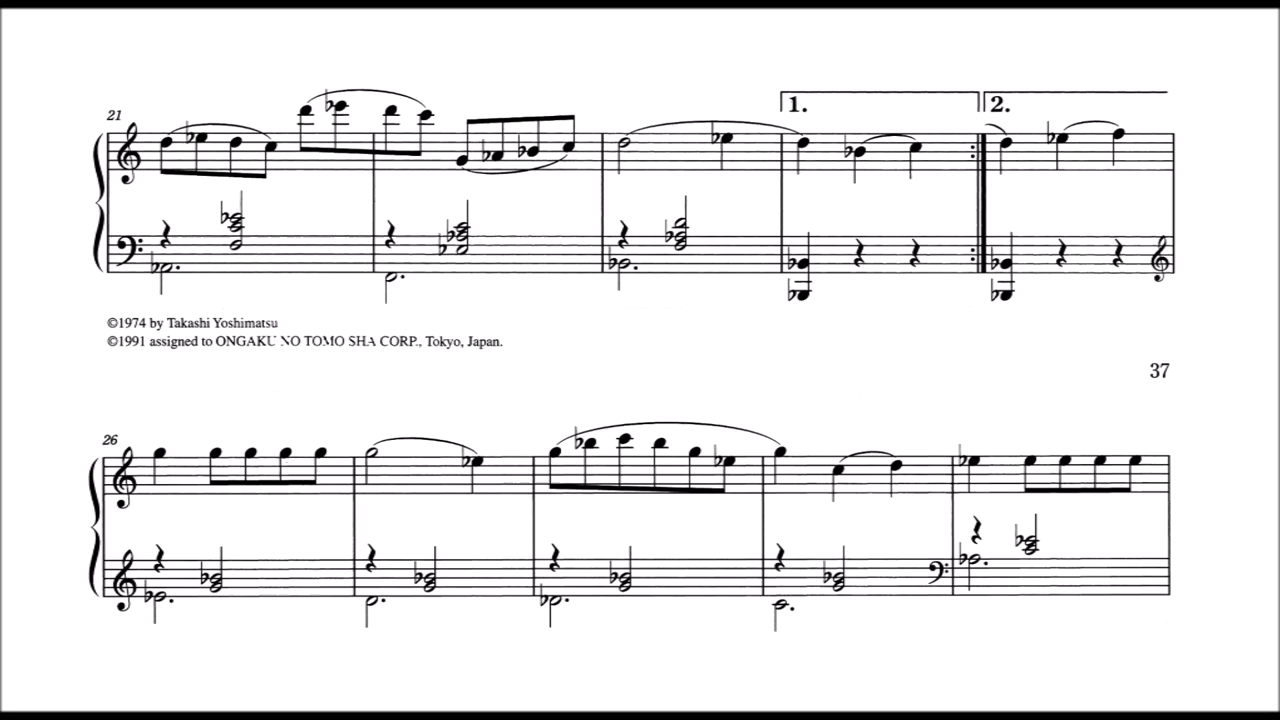 21
1.
2.
©1974 by Takashi Yoshimatsu
©1991 assigned to ONGAKU NO TOMO SHA CORP., Tokyo, Japan.
37
26